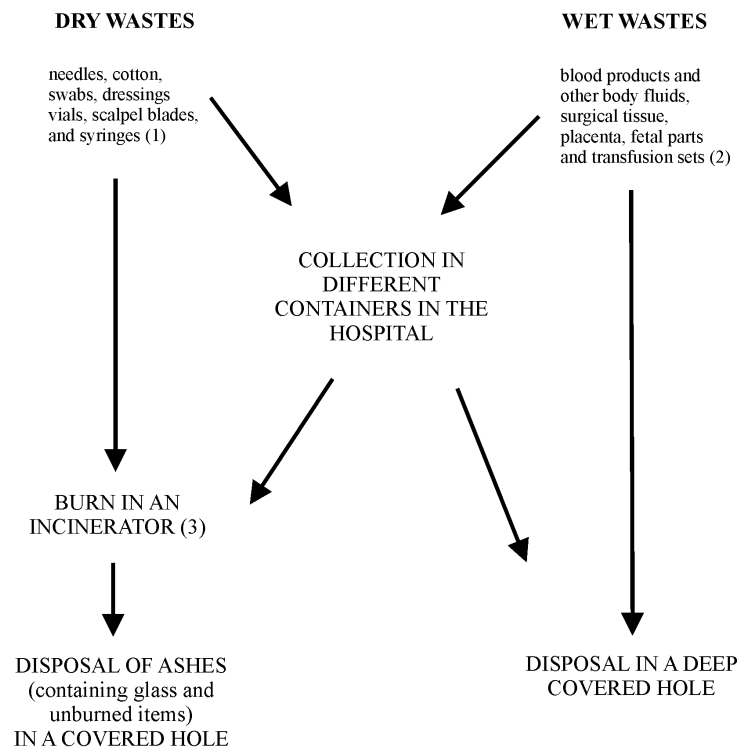 DRY WASTES
needles, cotton,
swabs, dressings
vials, scalpel blades,
and syringes (1)
WET WASTES
blood products and
other body fluids,
surgical tissue,
placenta, fetal parts
and transfusion sets (2)
COLLECTION IN
DIFFERENT
CONTAINERS IN THE
HOSPITAL
BURN IN AN
INCINERATOR (3)
DISPOSAL OF ASHES
(containing glass and
unburned items)
IN A COVERED HOLE
DISPOSAL IN A DEEP
COVERED HOLE